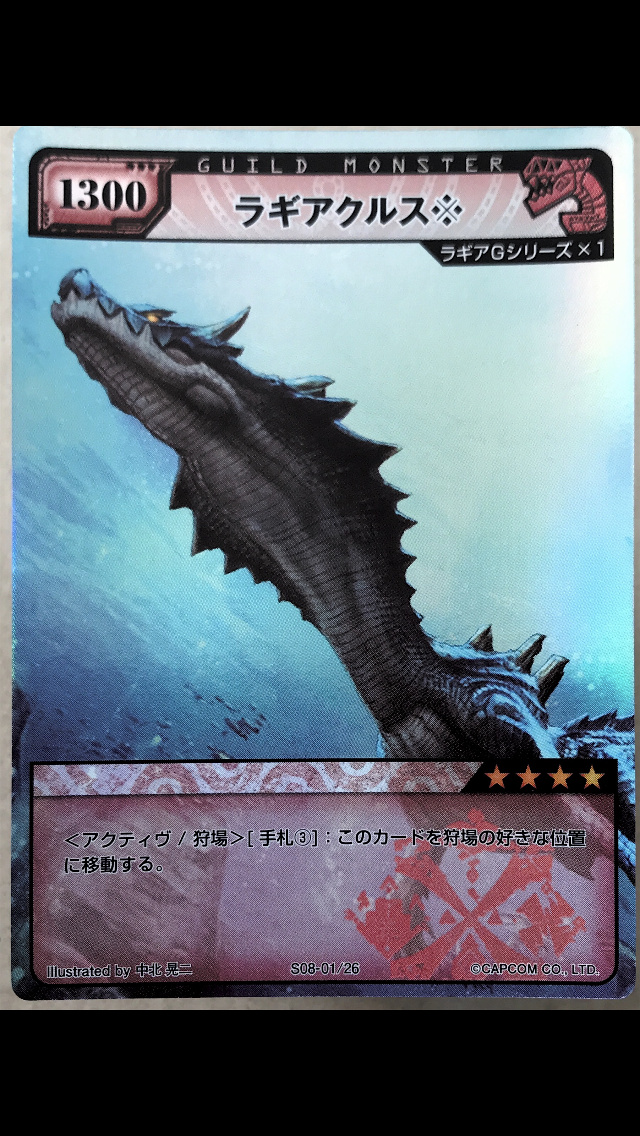 GUILD MONSTER
1300
ラギアクルス※
ラギアGシリーズ×1
★★★★
＜アクティヴ / 狩場＞[ 手札③]：このカードを狩場の好きな位置
に移動する。
Illustrated by 中北 晃二 S08-01/26 ©CAPCOM CO., LTD.